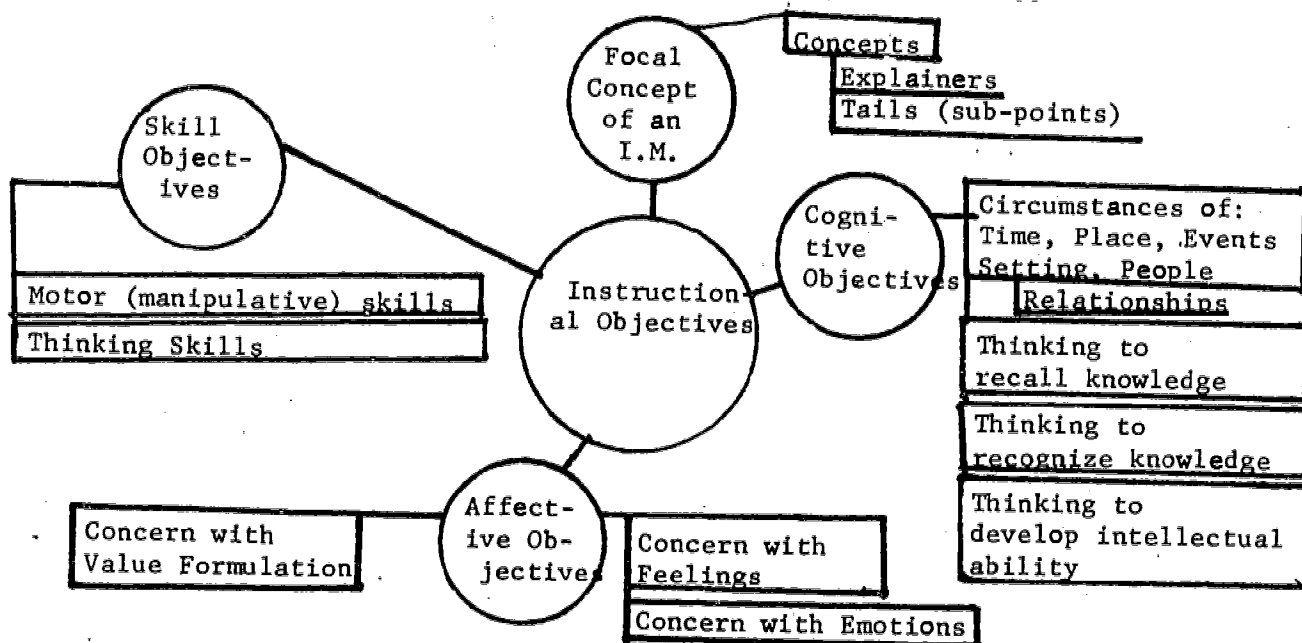 Focal
Concept
of an
I.M.
Concepts
Explainers
Tails (sub-points)
Skill
Object-
ives
Motor (manipulative) skills
Thinking Skills
Cogni-
tive
Objectives
Circumstances of:
Time, Place, Events
Setting, People
Relationships
Thinking to
recall knowledge
Thinking to
recognize knowledge
Thinking to
develop intellectual
ability
Instruction-
al Objectives
Affect-
ive Ob-
jectives
Concern with
Value Formulation
Concern with
Feelings
Concern with Emotions